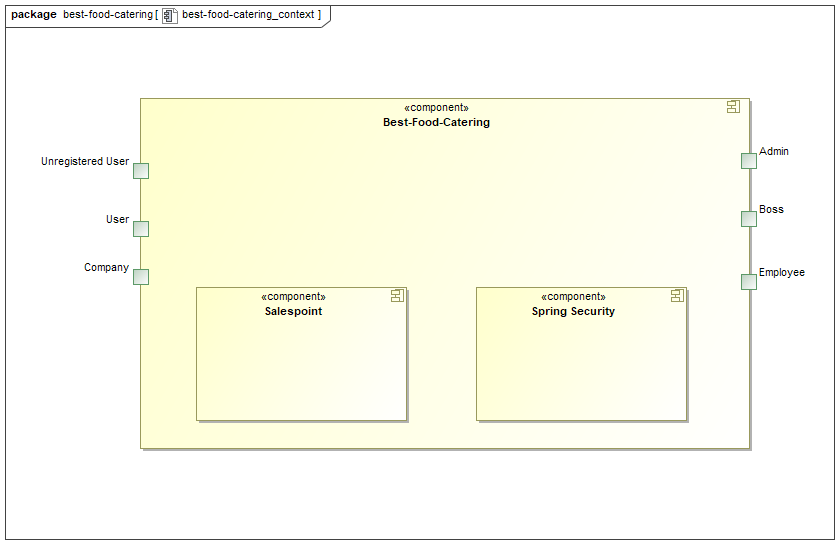 package best-food-catering [ best-food-catering_context ]
«component»
Best-Food-Catering
Unregistered User
User
Company
Admin
Boss
Employee
«component»
Salespoint
«component»
Spring Security